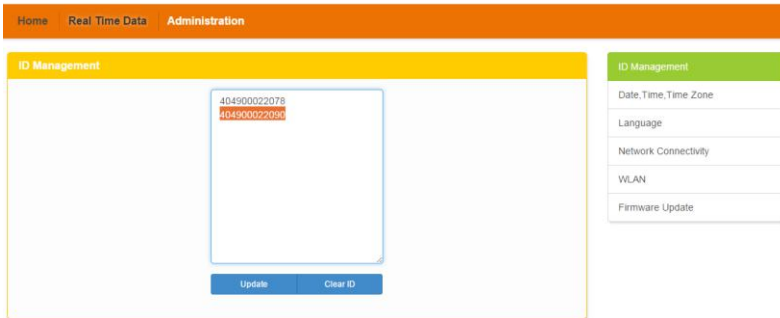 Home Real Time Data Administration
ID Management
404900022078
404900022090
Update Clear ID
ID Management
Date,Time,Time Zone
Language
Network Connectivity
WLAN
Firmware Update